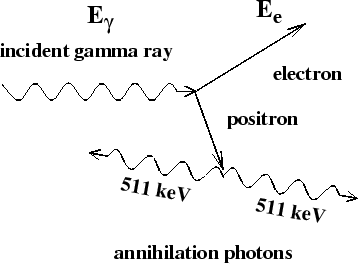 Eγ
Ee
incident gamma ray
electron
positron
511 keV
511 keV
annihilation photons